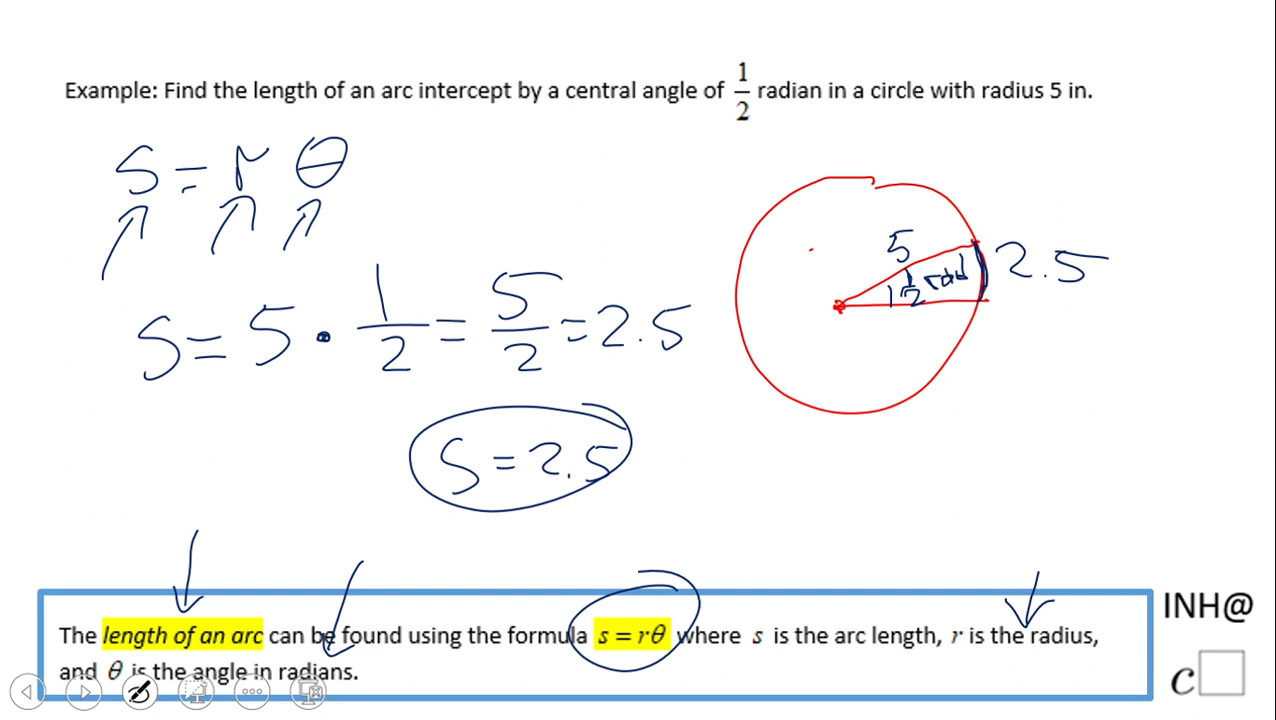 Example: Find the length of an arc intercept by a central angle of 1/2 radian in a circle with radius 5 in.
s = r θ
5
1/2 rad
2.5
s = 5 · 1/2 = 5/2 = 2.5
s = 2.5
The length of an arc can be found using the formula s = rθ where s is the arc length, r is the radius,
and θ is the angle in radians.
INH@
c